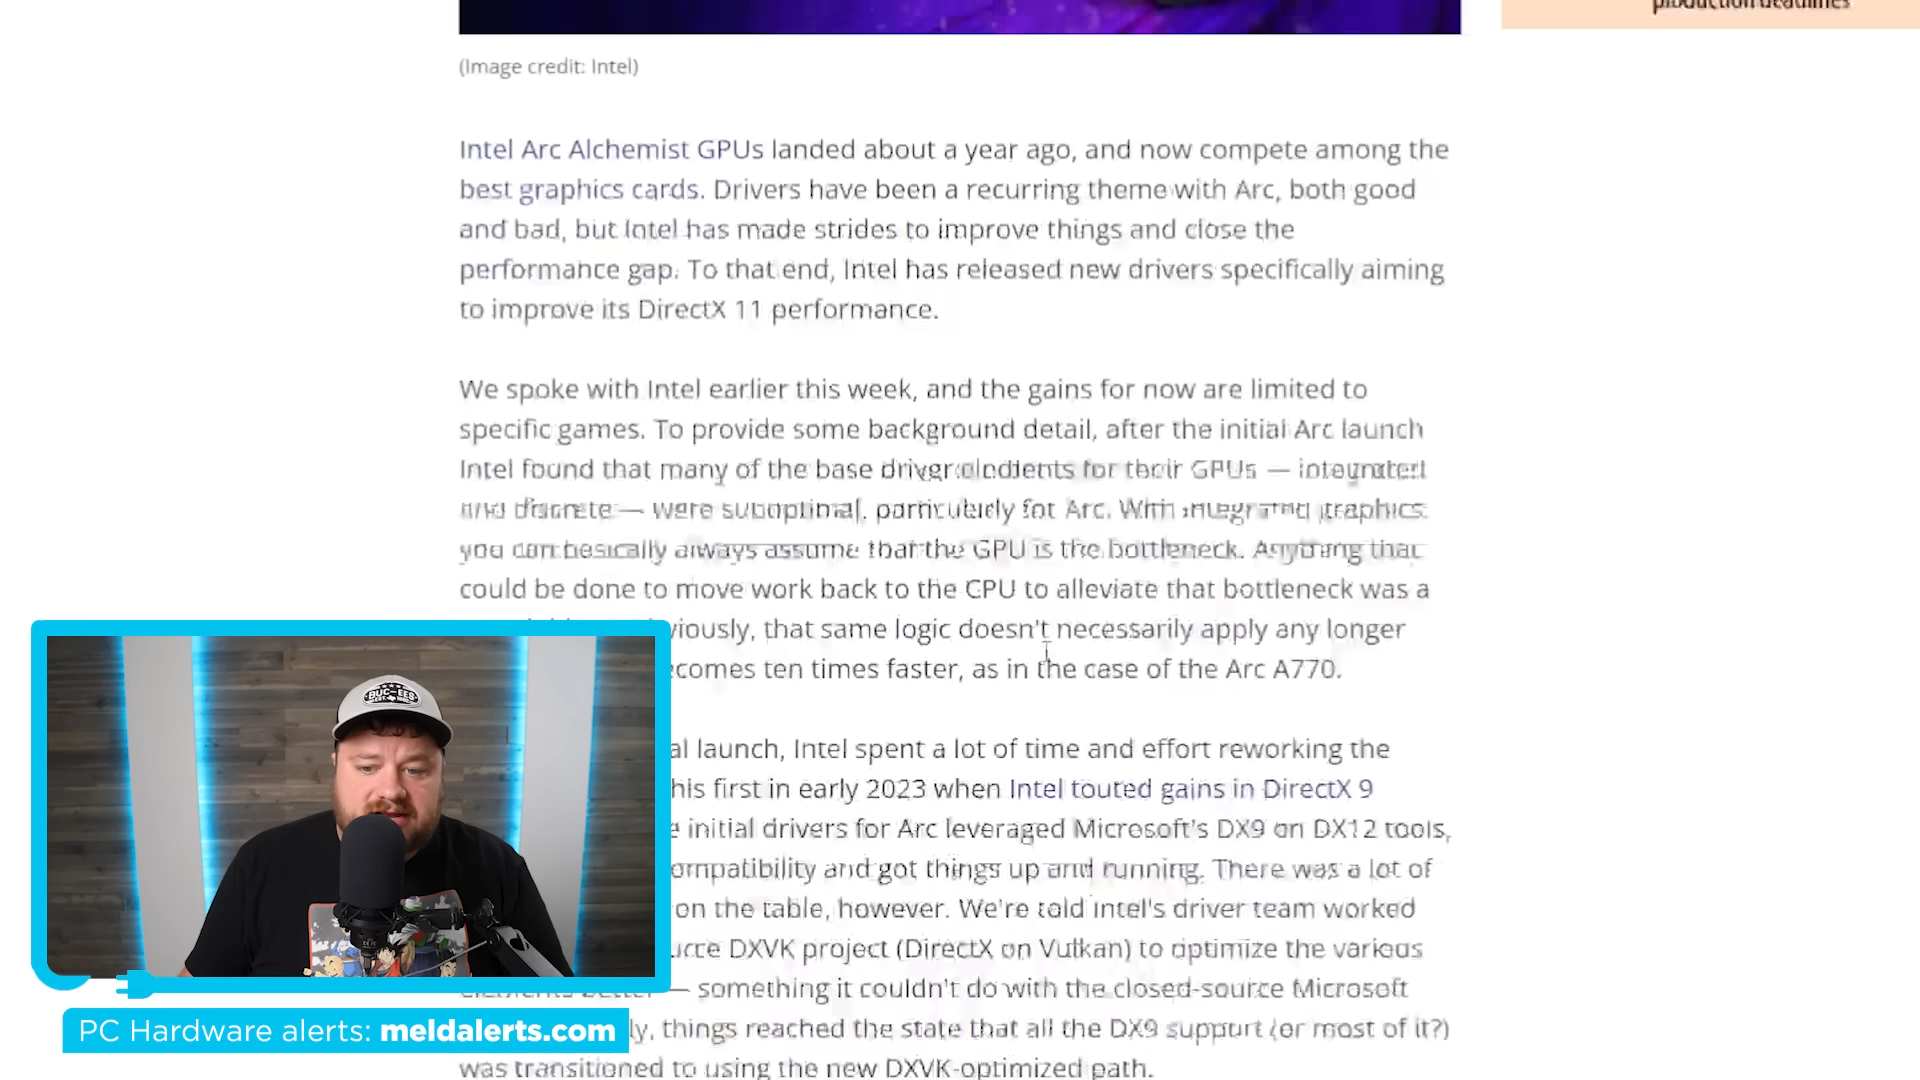 production deadlines
(Image credit: Intel)
Intel Arc Alchemist GPUs landed about a year ago, and now compete among the
best graphics cards. Drivers have been a recurring theme with Arc, both good
and bad, but Intel has made strides to improve things and close the
performance gap. To that end, Intel has released new drivers specifically aiming
to improve its DirectX 11 performance.
We spoke with Intel earlier this week, and the gains for now are limited to
specific games. To provide some background detail, after the initial Arc launch
Intel found that many of the base driver for their GPUs — integrated
and discrete — were suboptimal, particularly for Arc. With integrated graphics
you can basically always assume that the GPU is the bottleneck. Anything that
could be done to move work back to the CPU to alleviate that bottleneck was a
viously, that same logic doesn't necessarily apply any longer
comes ten times faster, as in the case of the Arc A770.
al launch, Intel spent a lot of time and effort reworking the
his first in early 2023 when Intel touted gains in DirectX 9
e initial drivers for Arc leveraged Microsoft's DX9 on DX12 tools,
ompatibility and got things up and running. There was a lot of
on the table, however. We're told Intel's driver team worked
urce DXVK project (DirectX on Vulkan) to optimize the various
elements better — something it couldn't do with the closed-source Microsoft
ly, things reached the state that all the DX9 support (or most of it?)
was transitioned to using the new DXVK-optimized path.
BUC-EES
PC Hardware alerts: meldalerts.com